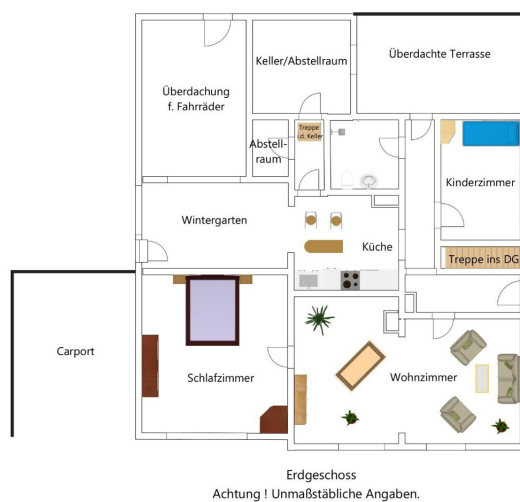 Überdachte Terrasse
Keller/Abstellraum
Überdachung
f. Fahrräder
Treppe
i.d. Keller
Abstell-
raum
Kinderzimmer
Wintergarten
Küche
Treppe ins DG
Carport
Schlafzimmer
Wohnzimmer
Erdgeschoss
Achtung ! Unmaßstäbliche Angaben.